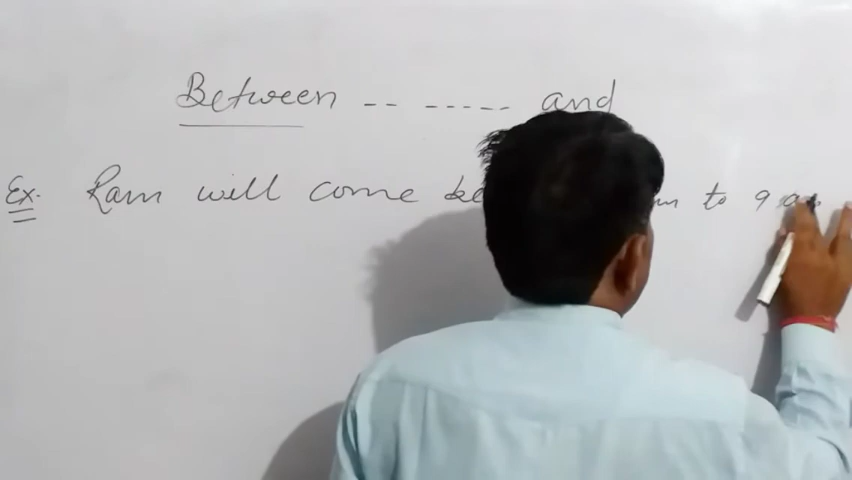 Between -- ----- and
Ex. Ram will come to 9